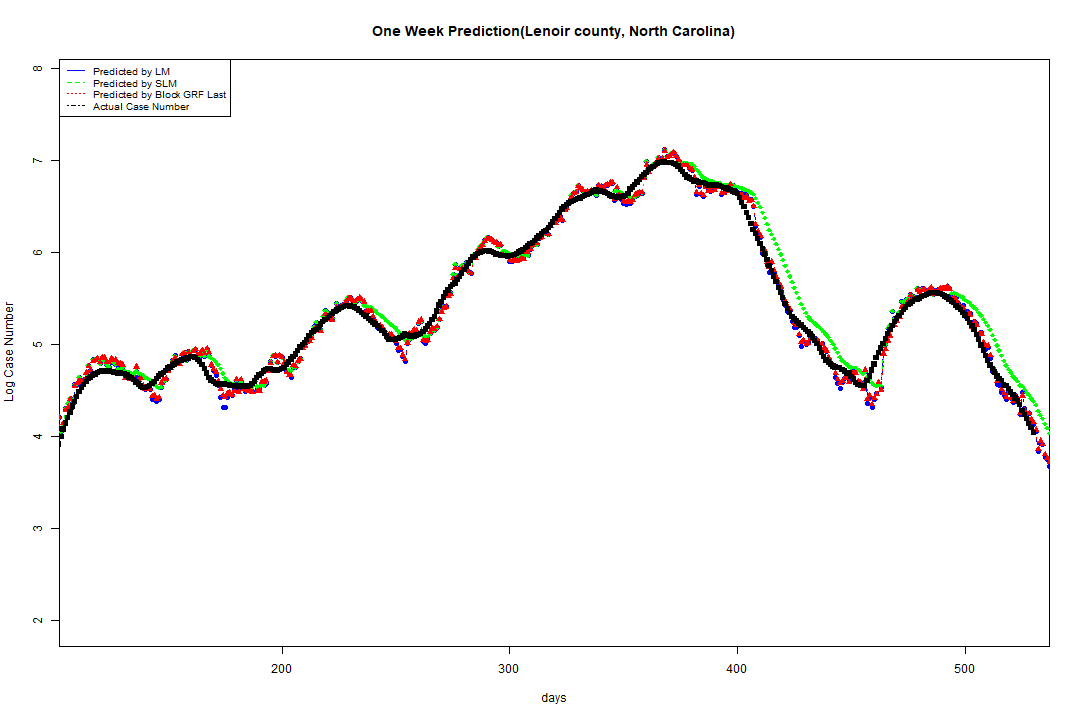 One Week Prediction(Lenoir county, North Carolina)
Predicted by LM
Predicted by SLM
Predicted by Block GRF Last
Actual Case Number
8
7
6
5
4
3
2
Log Case Number
200 300 400 500
days